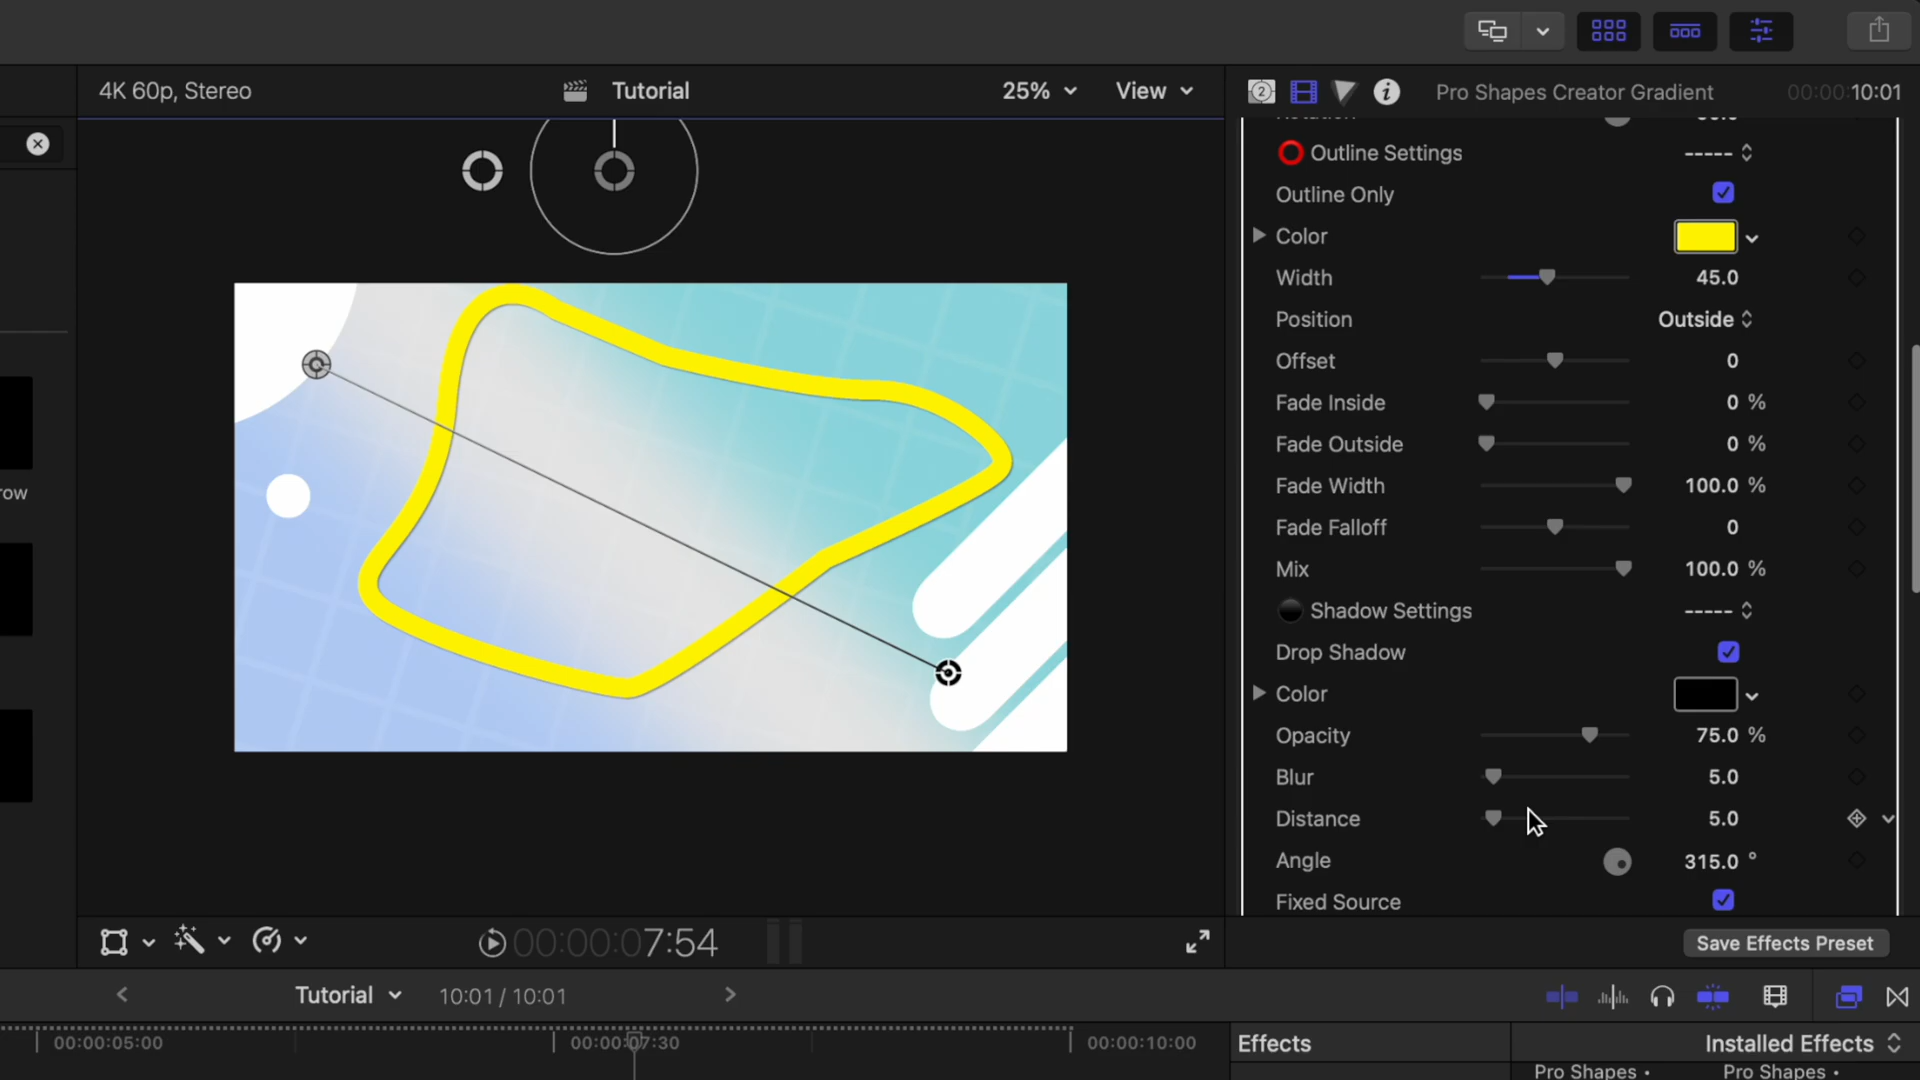 4K 60p, Stereo
Tutorial
25%
View
2
Pro Shapes Creator Gradient
00:00:10:01
Outline Settings
-----
Outline Only
Color
Width
45.0
Position
Outside
Offset
0
Fade Inside
0 %
Fade Outside
0 %
Fade Width
100.0 %
Fade Falloff
0
Mix
100.0 %
Shadow Settings
-----
Drop Shadow
Color
Opacity
75.0 %
Blur
5.0
Distance
5.0
Angle
315.0 °
Fixed Source
Save Effects Preset
row
00:00:07:54
Tutorial
10:01 / 10:01
00:00:05:00
00:00:07:30
00:00:10:00
Effects
Installed Effects
Pro Shapes •
Pro Shapes •